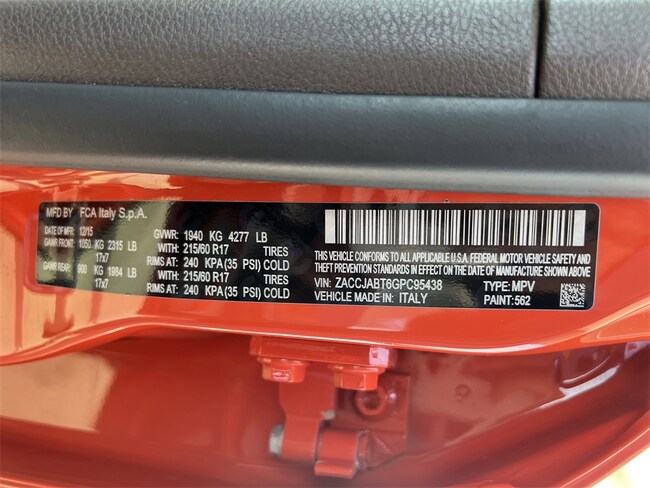 MFD BY FCA Italy S.p.A.
DATE OF MFR: 12/15 GVWR: 1940 KG 4277 LB
GAWR FRONT: 1050 KG 2315 LB WITH: 215/60 R17 TIRES
17x7 RIMS AT: 240 KPA (35 PSI) COLD
GAWR REAR: 900 KG 1984 LB WITH: 215/60 R17 TIRES
17x7 RIMS AT: 240 KPA (35 PSI) COLD
THIS VEHICLE CONFORMS TO ALL APPLICABLE U.S.A. FEDERAL MOTOR VEHICLE SAFETY AND
THEFT PREVENTION STANDARDS IN EFFECT ON THE DATE OF MANUFACTURE SHOWN ABOVE.
VIN: ZACCJABT6GPC95438 TYPE: MPV
VEHICLE MADE IN: ITALY PAINT: 562